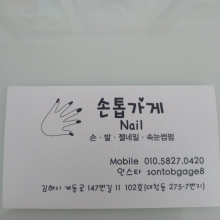 손톱가게
Nail
손·발·젤네일·속눈썹펌
Mobile 010.5827.0420
인스타 sontobgage8
김해시 계동로 147번길 11 102호(대청동 275-7번지)